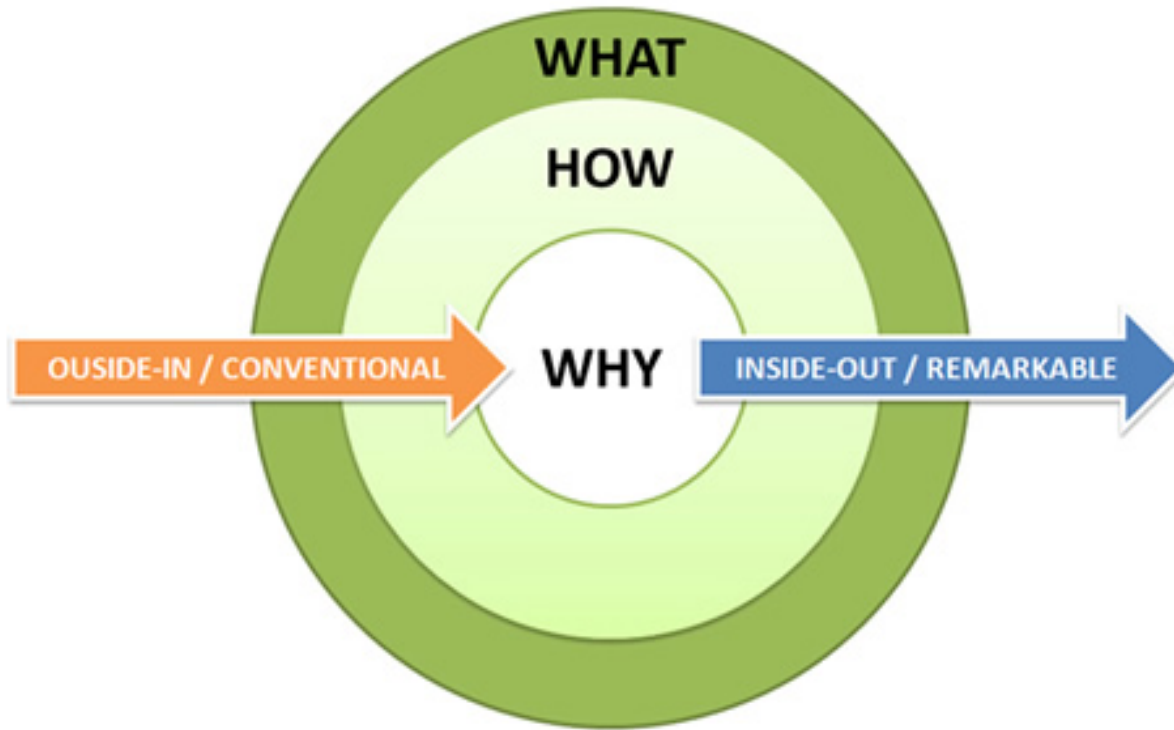 WHAT
HOW
WHY
OUSIDE-IN / CONVENTIONAL
INSIDE-OUT / REMARKABLE